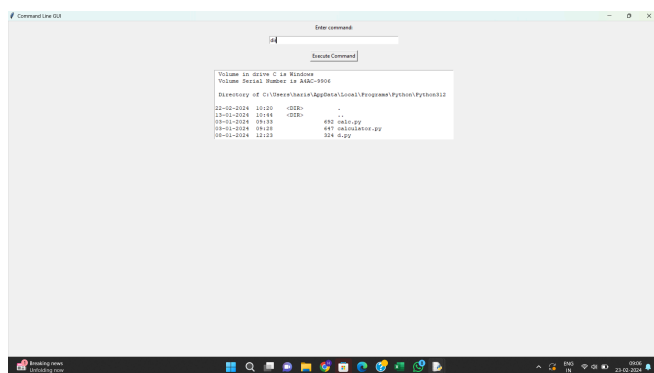 Command Line GUI
Enter command:
dir
Execute Command
Volume in drive C is Windows
Volume Serial Number is A4AC-8906
Directory of C:\Users\haris\AppData\Local\Programs\Python\Python312
22-02-2024 10:20 <DIR> .
13-01-2024 10:44 <DIR> ..
03-01-2024 09:33 692 calc.py
03-01-2024 09:28 647 calculator.py
08-01-2024 12:23 324 d.py
Breaking news
Unfolding now
ENG
IN
09:06
23-02-2024